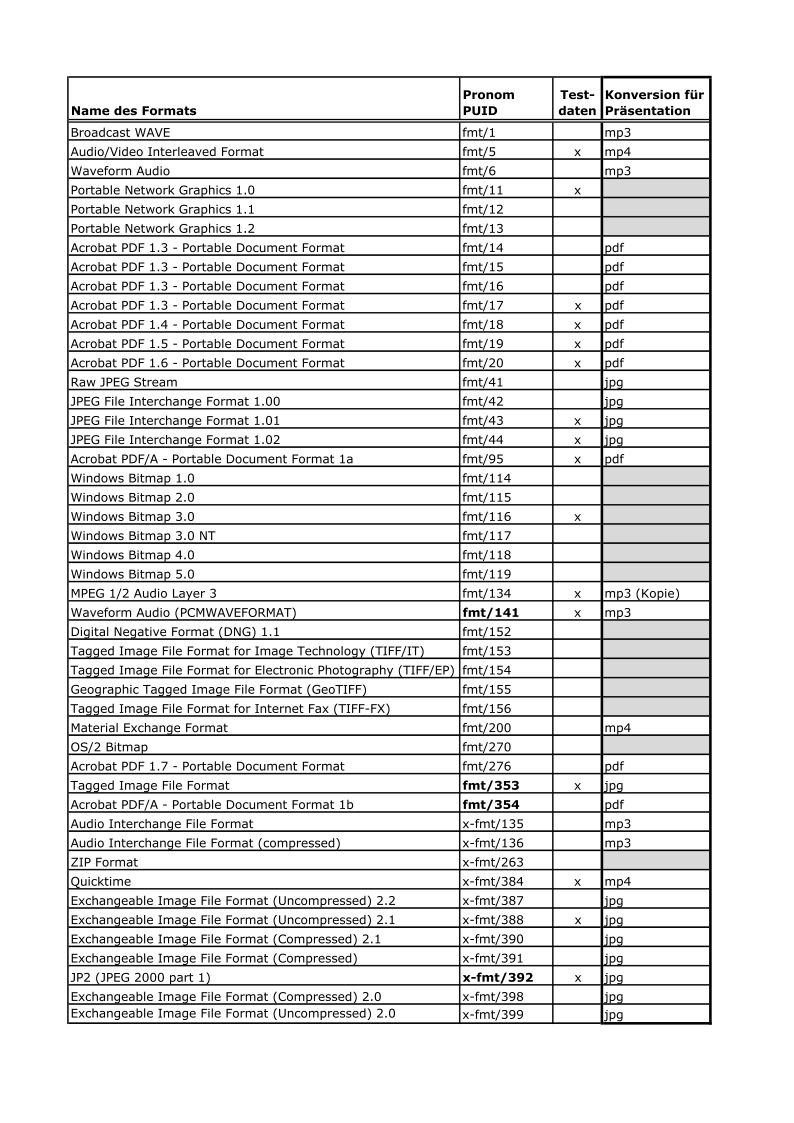 Name des Formats Pronom PUID Test-daten Konversion für Präsentation
Broadcast WAVE fmt/1 mp3
Audio/Video Interleaved Format fmt/5 x mp4
Waveform Audio fmt/6 mp3
Portable Network Graphics 1.0 fmt/11 x
Portable Network Graphics 1.1 fmt/12
Portable Network Graphics 1.2 fmt/13
Acrobat PDF 1.3 - Portable Document Format fmt/14 pdf
Acrobat PDF 1.3 - Portable Document Format fmt/15 pdf
Acrobat PDF 1.3 - Portable Document Format fmt/16 pdf
Acrobat PDF 1.3 - Portable Document Format fmt/17 x pdf
Acrobat PDF 1.4 - Portable Document Format fmt/18 x pdf
Acrobat PDF 1.5 - Portable Document Format fmt/19 x pdf
Acrobat PDF 1.6 - Portable Document Format fmt/20 x pdf
Raw JPEG Stream fmt/41 jpg
JPEG File Interchange Format 1.00 fmt/42 jpg
JPEG File Interchange Format 1.01 fmt/43 x jpg
JPEG File Interchange Format 1.02 fmt/44 x jpg
Acrobat PDF/A - Portable Document Format 1a fmt/95 x pdf
Windows Bitmap 1.0 fmt/114
Windows Bitmap 2.0 fmt/115
Windows Bitmap 3.0 fmt/116 x
Windows Bitmap 3.0 NT fmt/117
Windows Bitmap 4.0 fmt/118
Windows Bitmap 5.0 fmt/119
MPEG 1/2 Audio Layer 3 fmt/134 x mp3 (Kopie)
Waveform Audio (PCMWAVEFORMAT) fmt/141 x mp3
Digital Negative Format (DNG) 1.1 fmt/152
Tagged Image File Format for Image Technology (TIFF/IT) fmt/153
Tagged Image File Format for Electronic Photography (TIFF/EP) fmt/154
Geographic Tagged Image File Format (GeoTIFF) fmt/155
Tagged Image File Format for Internet Fax (TIFF-FX) fmt/156
Material Exchange Format fmt/200 mp4
OS/2 Bitmap fmt/270
Acrobat PDF 1.7 - Portable Document Format fmt/276 pdf
Tagged Image File Format fmt/353 x jpg
Acrobat PDF/A - Portable Document Format 1b fmt/354 pdf
Audio Interchange File Format x-fmt/135 mp3
Audio Interchange File Format (compressed) x-fmt/136 mp3
ZIP Format x-fmt/263
Quicktime x-fmt/384 x mp4
Exchangeable Image File Format (Uncompressed) 2.2 x-fmt/387 jpg
Exchangeable Image File Format (Uncompressed) 2.1 x-fmt/388 x jpg
Exchangeable Image File Format (Compressed) 2.1 x-fmt/390 jpg
Exchangeable Image File Format (Compressed) x-fmt/391 jpg
JP2 (JPEG 2000 part 1) x-fmt/392 x jpg
Exchangeable Image File Format (Compressed) 2.0 x-fmt/398 jpg
Exchangeable Image File Format (Uncompressed) 2.0 x-fmt/399 jpg